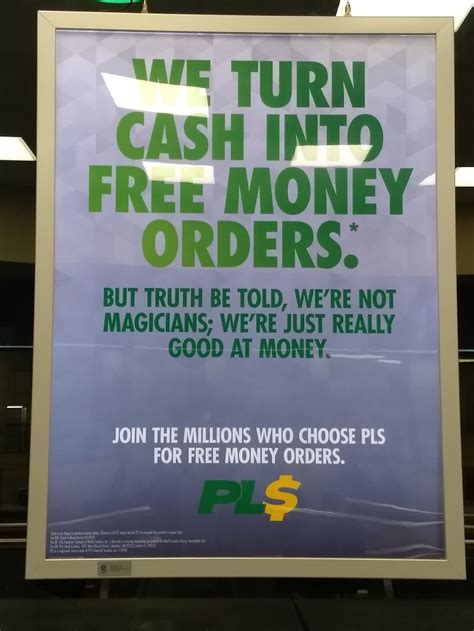 WE TURN
CASH INTO
FREE MONEY
ORDERS.*
BUT TRUTH BE TOLD, WE'RE NOT
MAGICIANS; WE'RE JUST REALLY
GOOD AT MONEY.
JOIN THE MILLIONS WHO CHOOSE PLS
FOR FREE MONEY ORDERS.
PL$